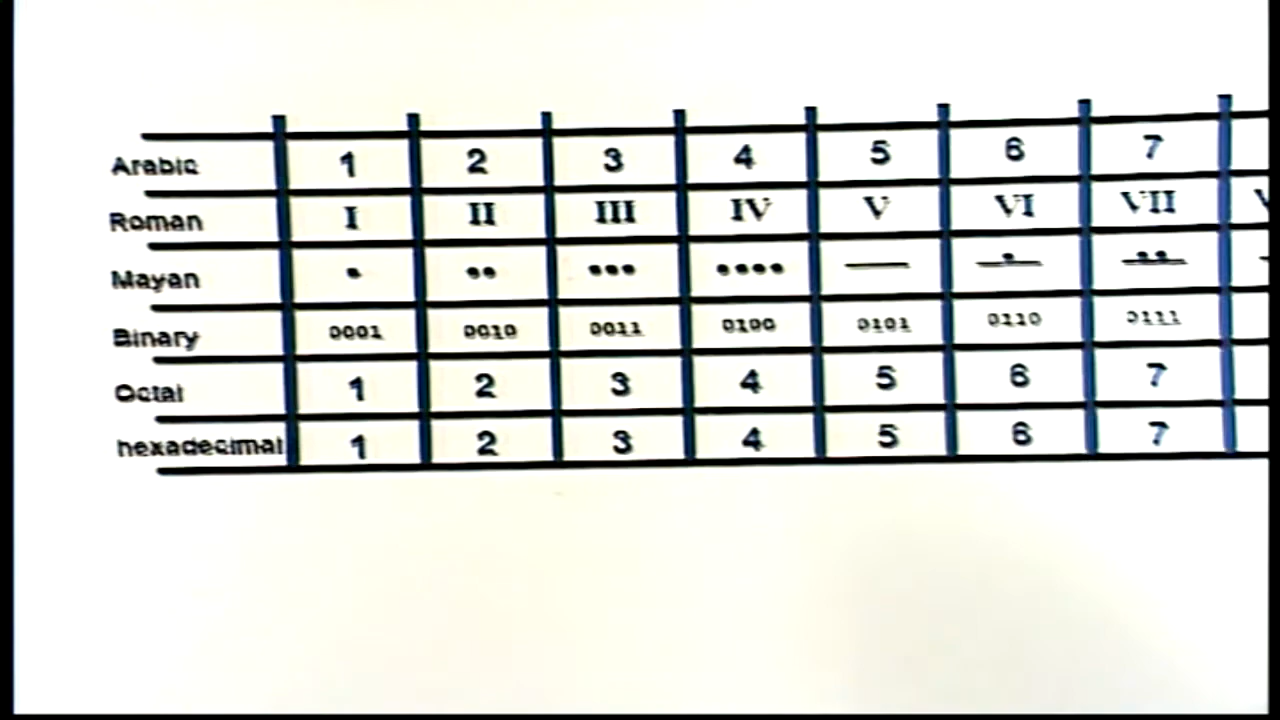 Arabic 1 2 3 4 5 6 7
Roman I II III IV V VI VII V
Mayan • •• ••• •••• — 
Binary 0001 0010 0011 0100 0101 0110 0111
Octal 1 2 3 4 5 6 7
hexadecimal 1 2 3 4 5 6 7